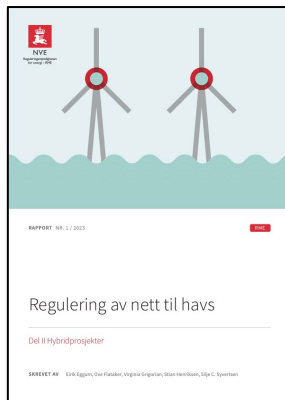 NVE
Reguleringsmyndigheten
for energi – RME
RAPPORT NR. 1 / 2023
RME
Regulering av nett til havs
Del II Hybridprosjekter
SKREVET AV Eirik Eggum, Ove Flataker, Virginia Grigorian, Stian Henriksen, Silje C. Syvertsen